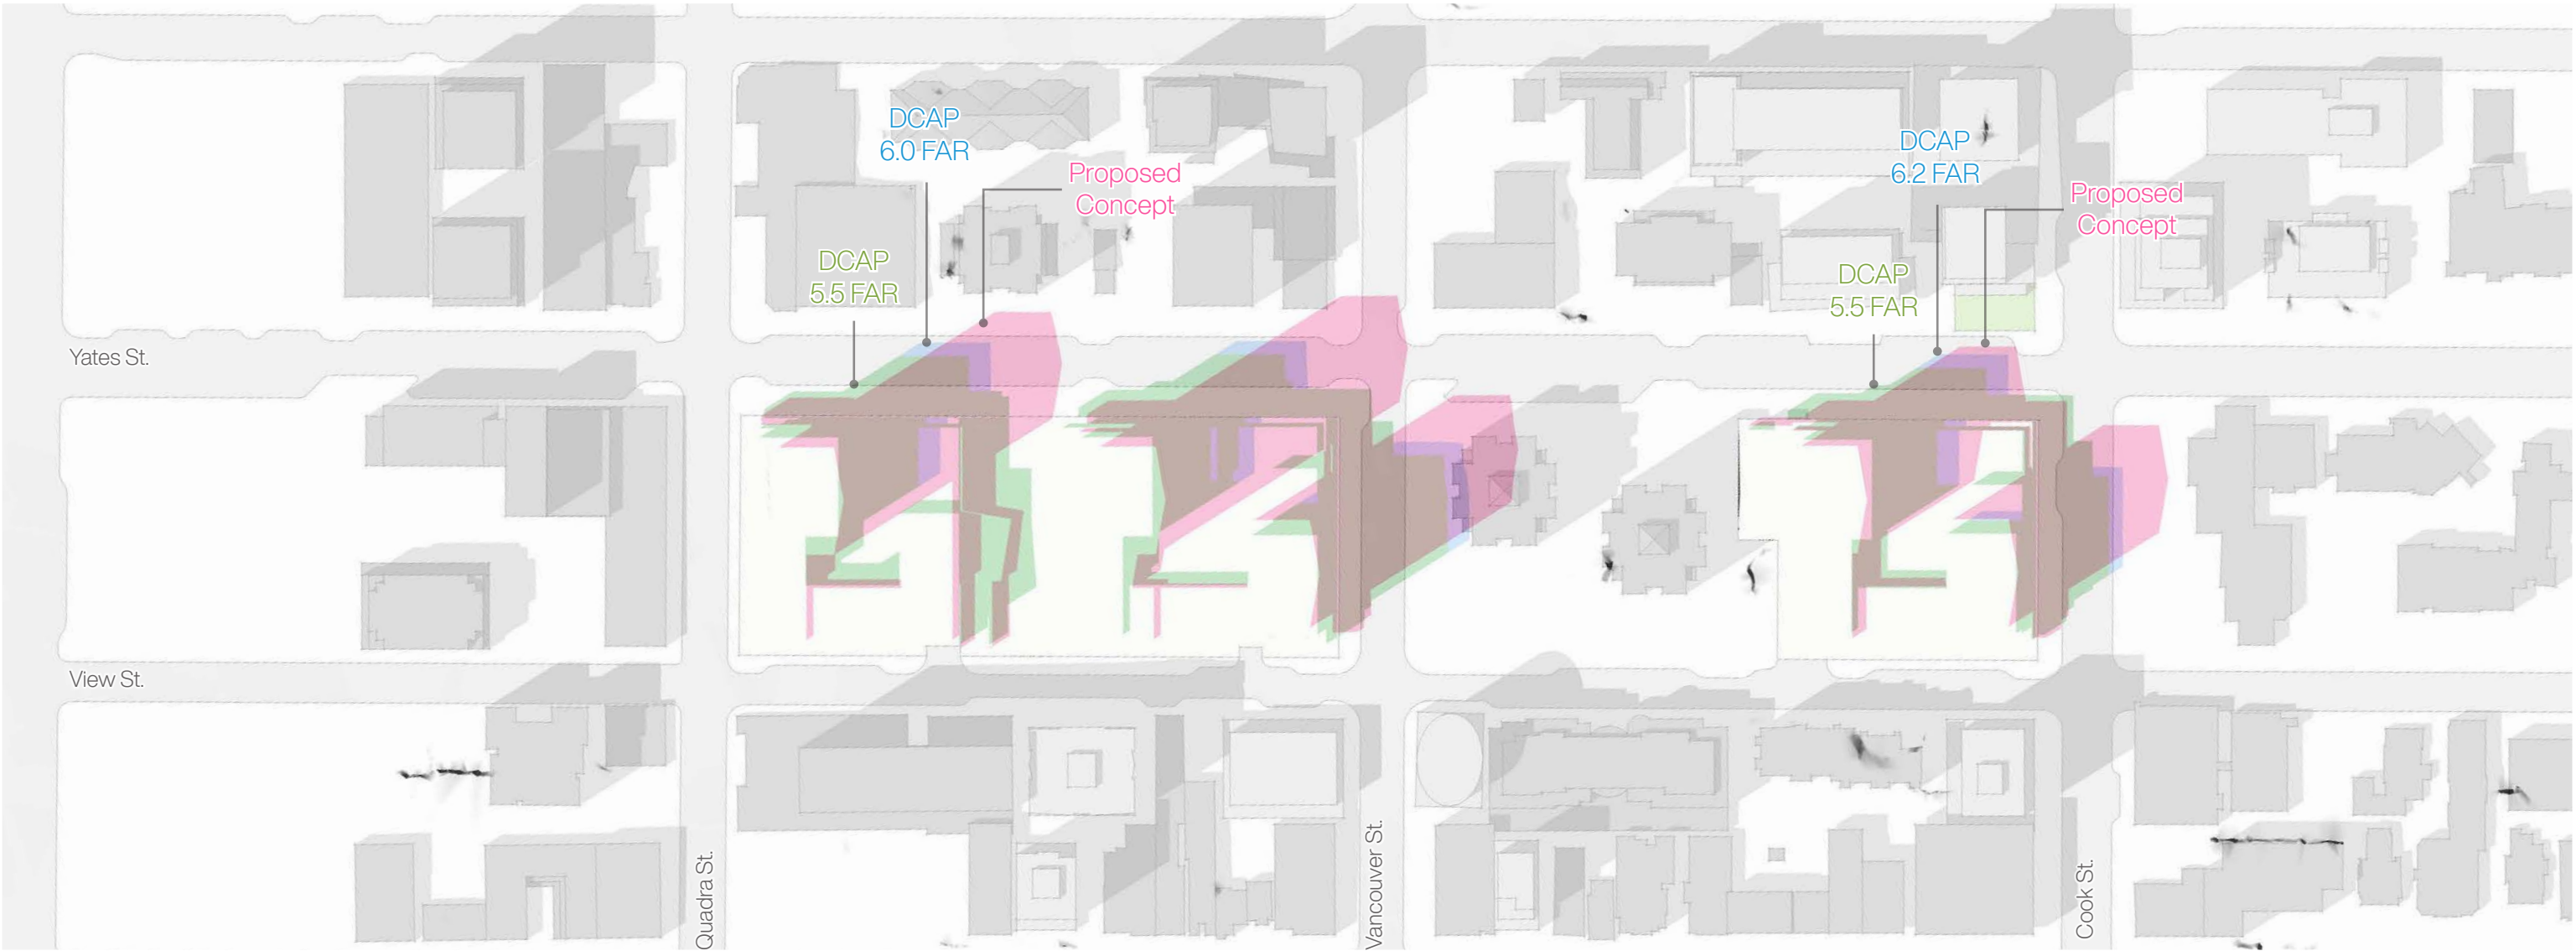 DCAP
6.0 FAR
DCAP
6.2 FAR
Proposed
Concept
Proposed
Concept
DCAP
5.5 FAR
DCAP
5.5 FAR
Yates St.
View St.
Quadra St.
Vancouver St.
Cook St.